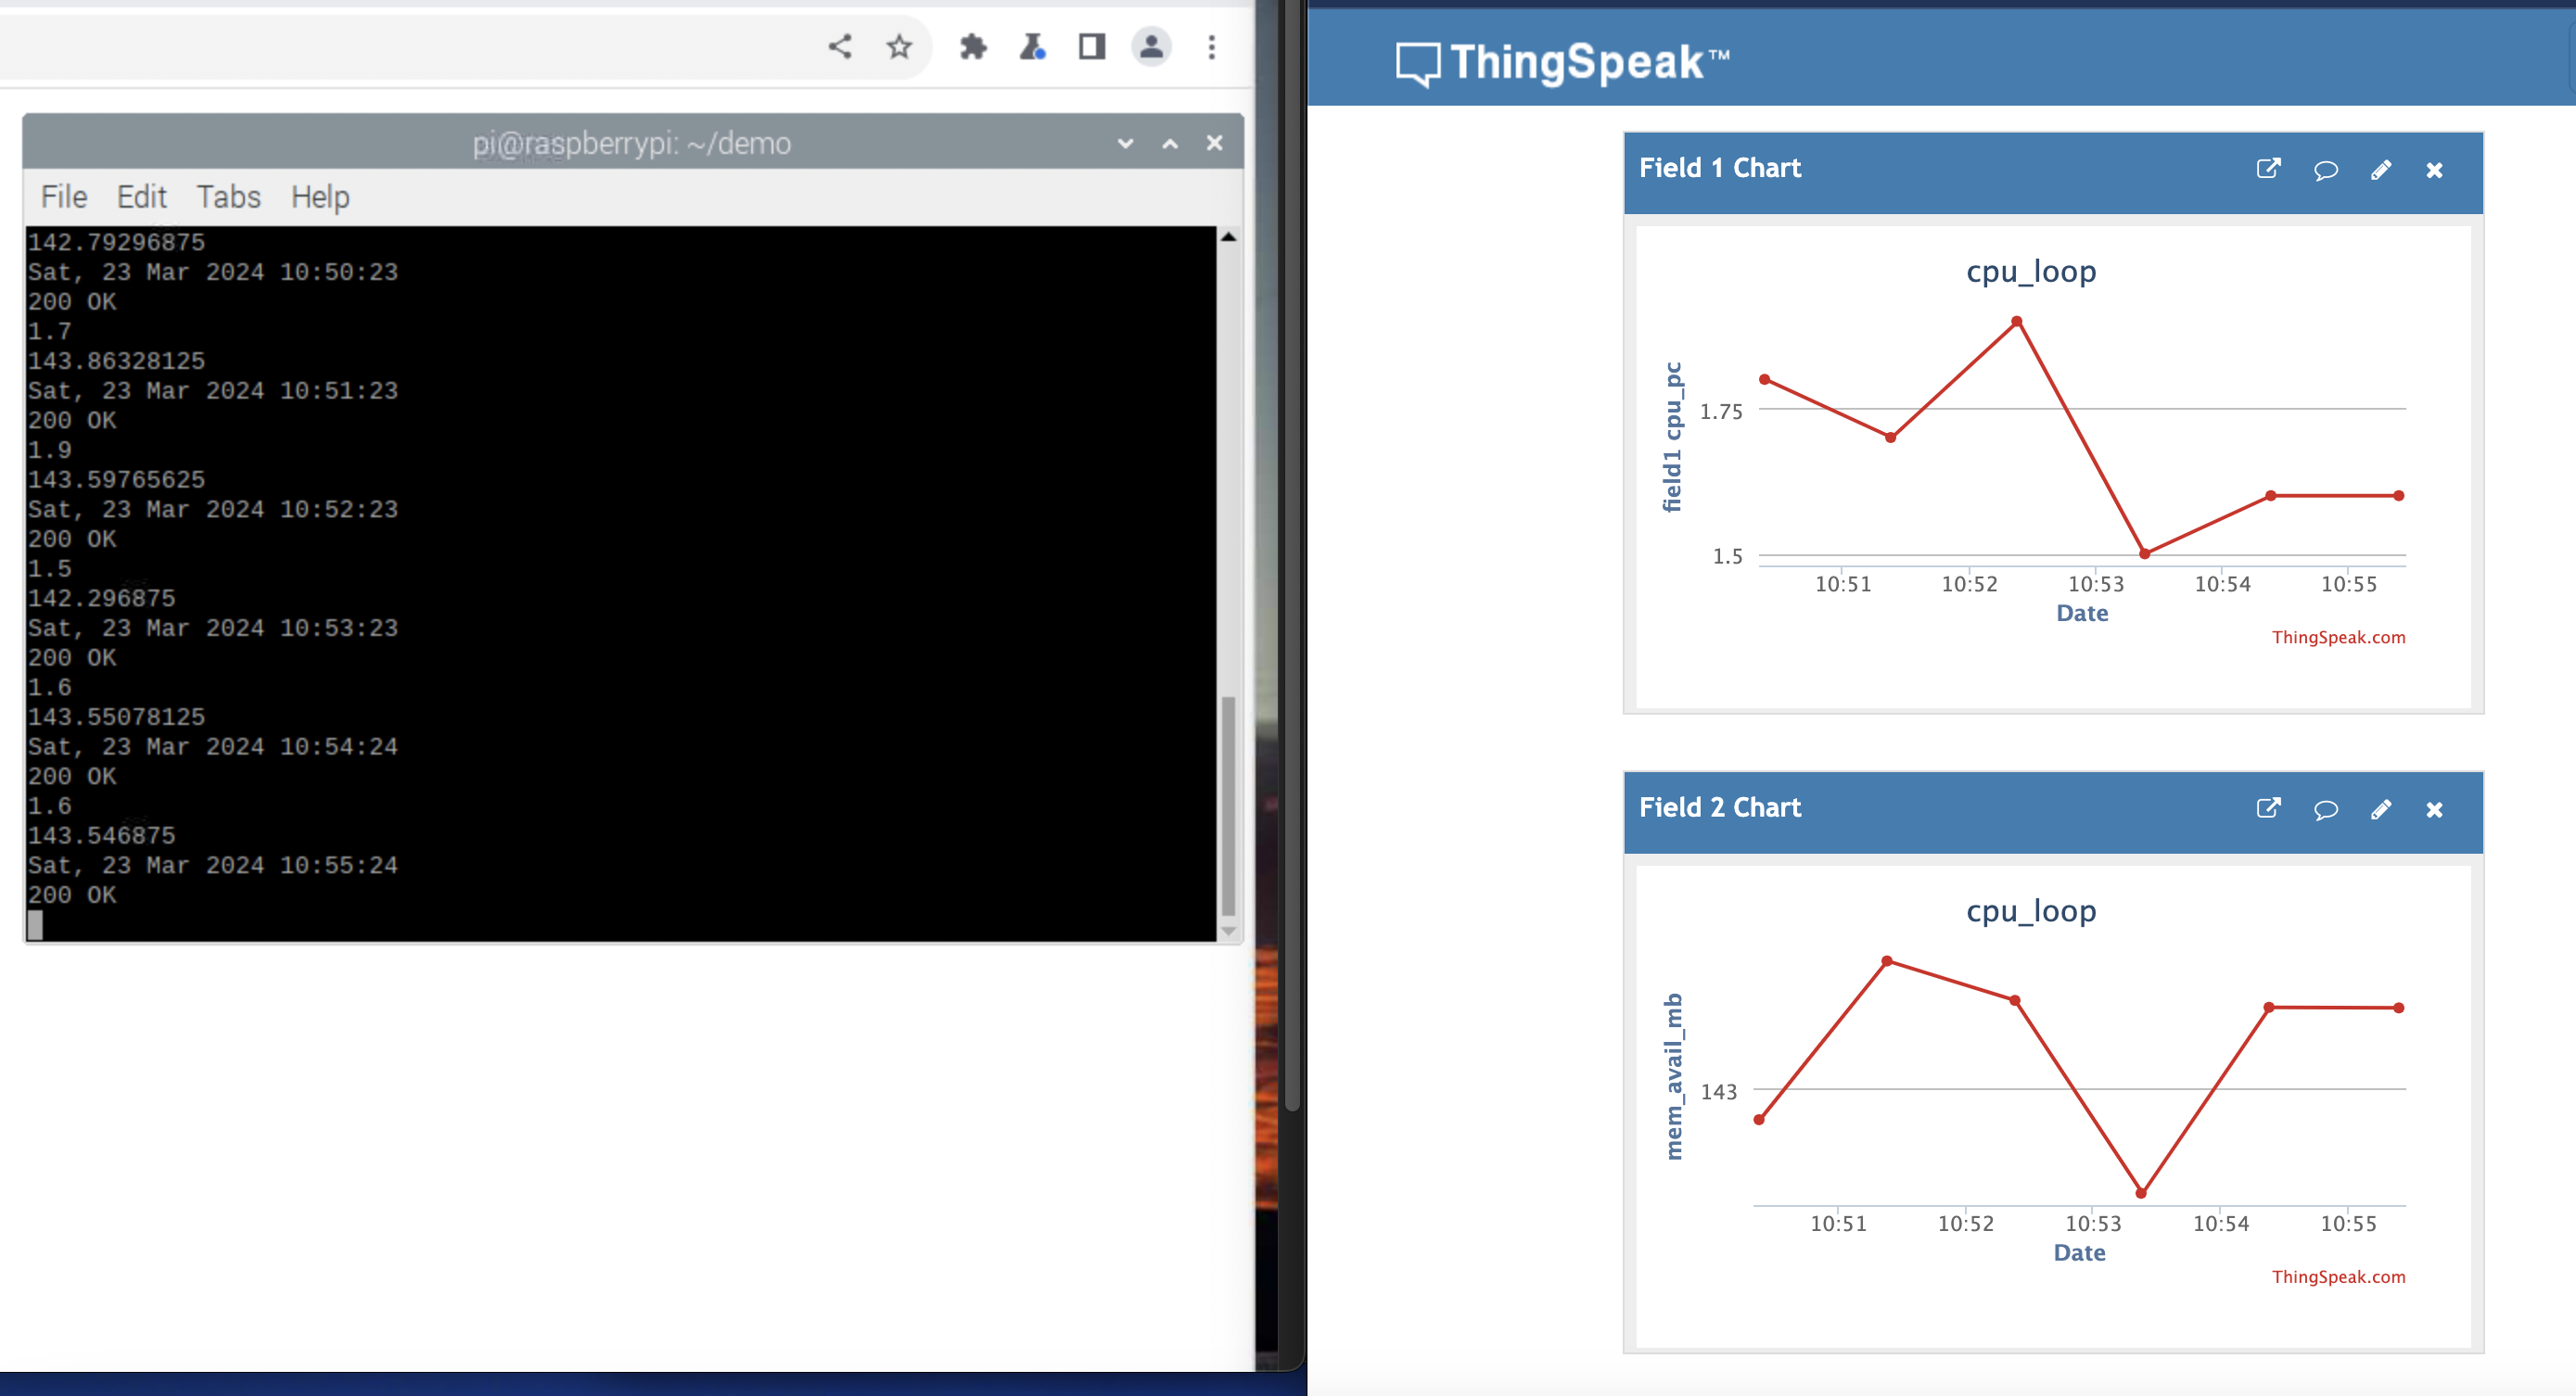 pi@raspberrypi: ~/demo
File Edit Tabs Help
142.79296875
Sat, 23 Mar 2024 10:50:23
200 OK
1.7
143.86328125
Sat, 23 Mar 2024 10:51:23
200 OK
1.9
143.59765625
Sat, 23 Mar 2024 10:52:23
200 OK
1.5
142.296875
Sat, 23 Mar 2024 10:53:23
200 OK
1.6
143.55078125
Sat, 23 Mar 2024 10:54:24
200 OK
1.6
143.546875
Sat, 23 Mar 2024 10:55:24
200 OK
ThingSpeak™
Field 1 Chart
cpu_loop
field1 cpu_pc
1.75
1.5
10:51 10:52 10:53 10:54 10:55
Date
ThingSpeak.com
Field 2 Chart
cpu_loop
mem_avail_mb
143
10:51 10:52 10:53 10:54 10:55
Date
ThingSpeak.com